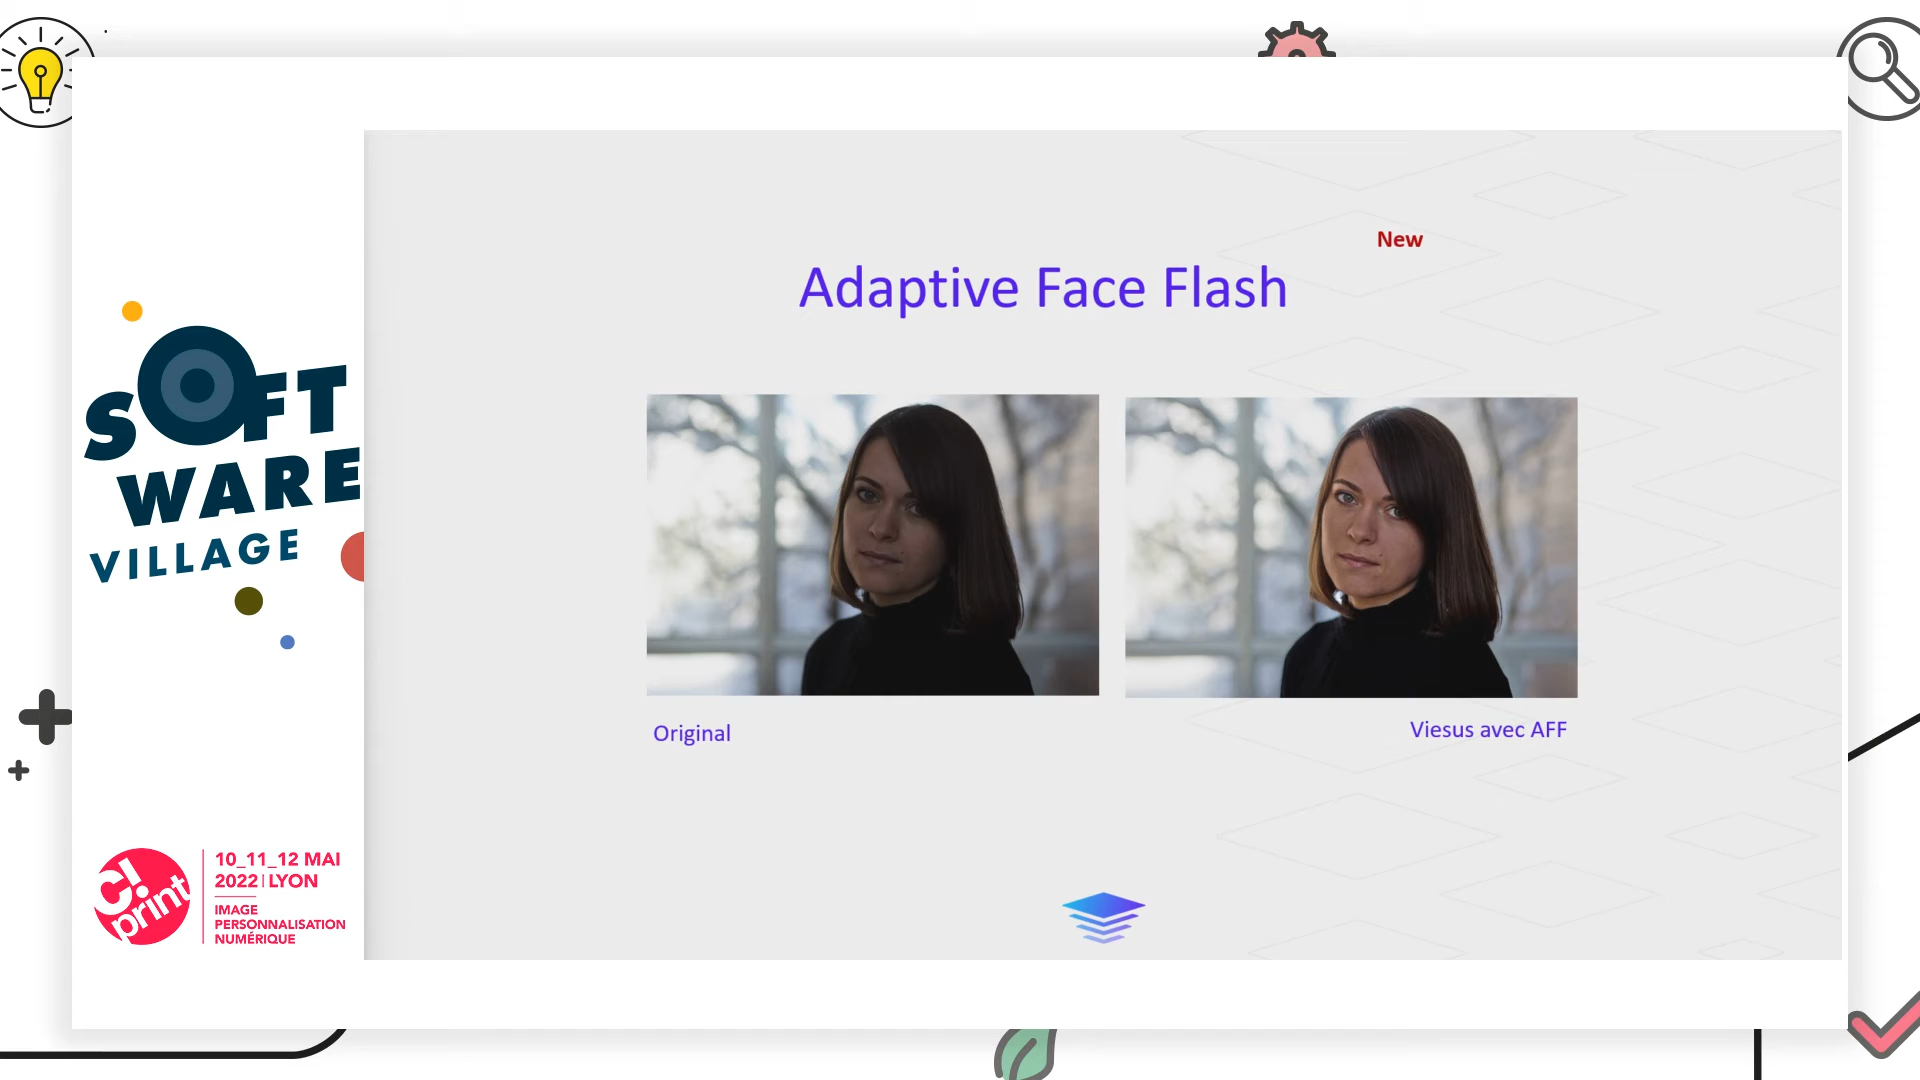 New
Adaptive Face Flash
Original
Viesus avec AFF
SOFT
WARE
VILLAGE
C!
print
10_11_12 MAI
2022 | LYON
IMAGE
PERSONNALISATION
NUMÉRIQUE